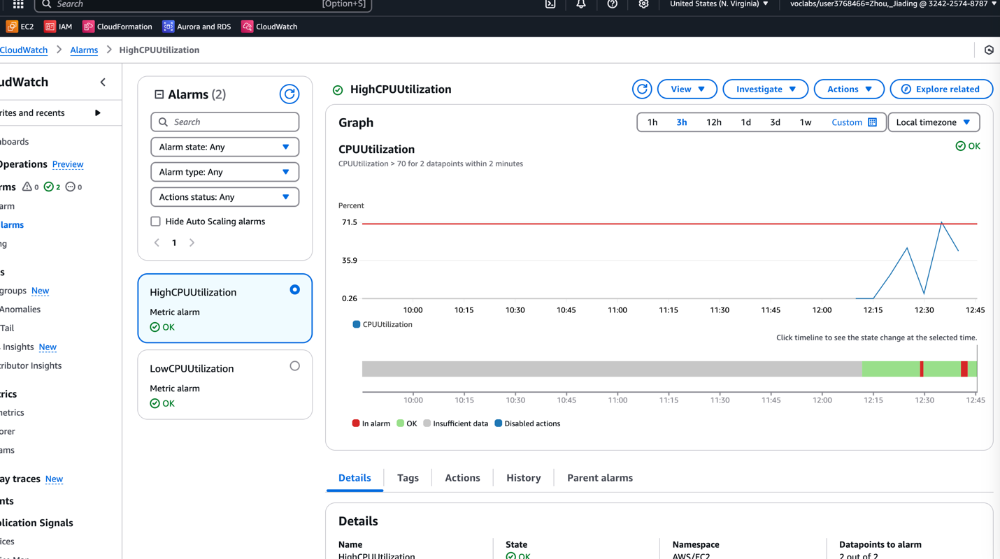 Search [Option+S] United States (N. Virginia) voclabs/user3768466=Zhou,_Jiading @ 3242-2574-8787
EC2 IAM CloudFormation Aurora and RDS CloudWatch
CloudWatch Alarms HighCPUUtilization
udWatch
rites and recents
boards
Operations Preview
rms 0 2 0
arm
larms
ng
s
groups New
Anomalies
Tail
Insights New
tributor Insights
rics
metrics
orer
ams
ay traces New
nts
plication Signals
ices
Alarms (2)
Search
Alarm state: Any
Alarm type: Any
Actions status: Any
Hide Auto Scaling alarms
1
HighCPUUtilization
Metric alarm
OK
LowCPUUtilization
Metric alarm
OK
HighCPUUtilization View Investigate Actions Explore related
Graph 1h 3h 12h 1d 3d 1w Custom Local timezone
CPUUtilization OK
CPUUtilization > 70 for 2 datapoints within 2 minutes
Percent
71.5
35.9
0.26
10:00 10:15 10:30 10:45 11:00 11:15 11:30 11:45 12:00 12:15 12:30 12:45
CPUUtilization
Click timeline to see the state change at the selected time.
10:00 10:15 10:30 10:45 11:00 11:15 11:30 11:45 12:00 12:15 12:30 12:45
In alarm OK Insufficient data Disabled actions
Details Tags Actions History Parent alarms
Details
Name State Namespace Datapoints to alarm
HighCPUUtilization OK AWS/EC2 2 out of 2